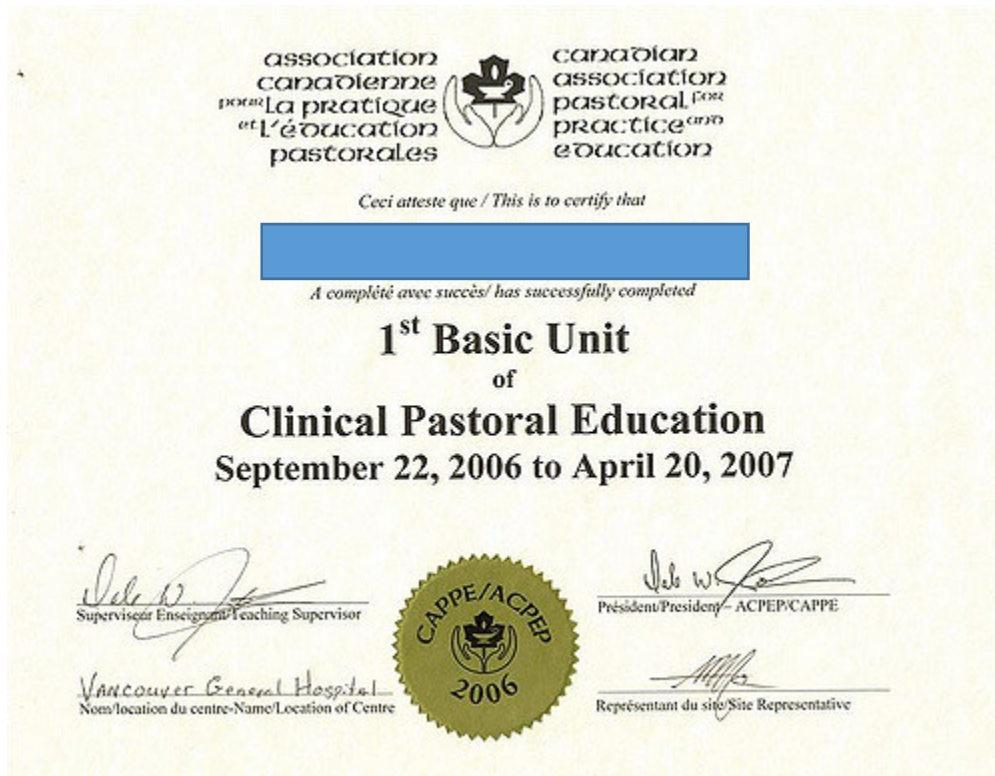 association
canadienne
pour La pratique
et L'éducation
pastorales
canadian
association
pastoral for
practice and
education
Ceci atteste que / This is to certify that
A complété avec succès/ has successfully completed
1st Basic Unit
of
Clinical Pastoral Education
September 22, 2006 to April 20, 2007
Superviseur Enseignant/Teaching Supervisor
Président/President – ACPEP/CAPPE
CAPPE/ACPEP
2006
Vancouver General Hospital
Nom/location du centre-Name/Location of Centre
Représentant du site/Site Representative